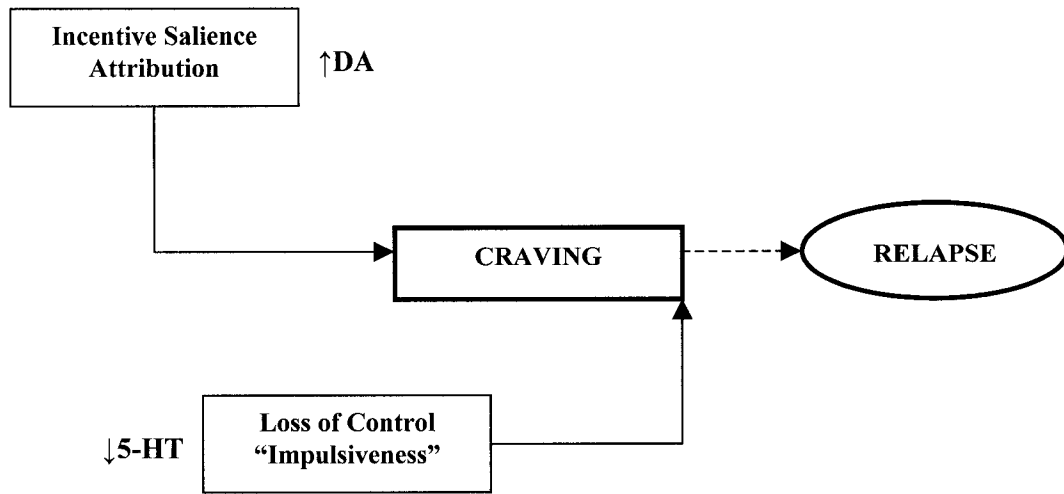 Incentive Salience
Attribution
↑DA
CRAVING
RELAPSE
↓5-HT
Loss of Control
“Impulsiveness”